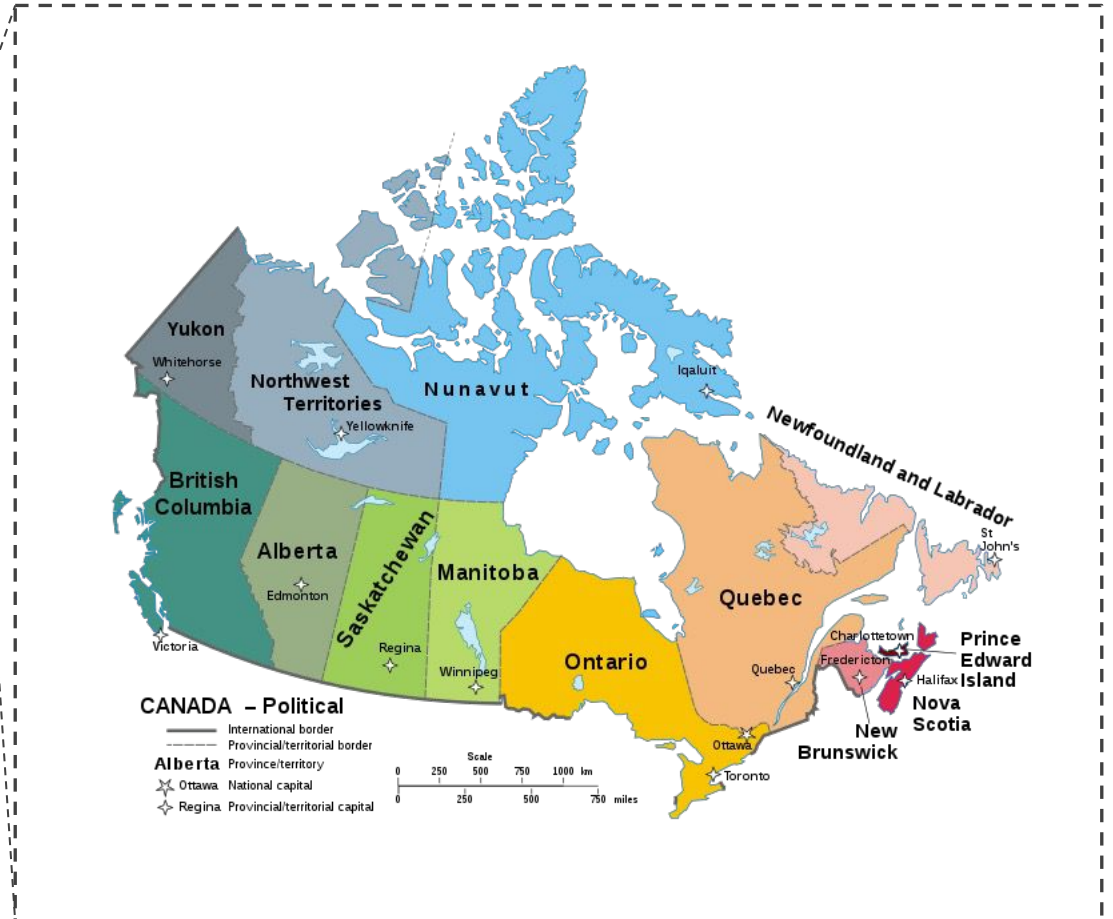 Yukon
Whitehorse
Northwest
Territories
Yellowknife
Nunavut
Iqaluit
Newfoundland and Labrador
St
John's
British
Columbia
Victoria
Alberta
Edmonton
Saskatchewan
Regina
Manitoba
Winnipeg
Ontario
Ottawa
Toronto
Quebec
Quebec
Charlottetown
Prince
Edward
Island
Fredericton
Halifax
Nova
Scotia
New
Brunswick
CANADA – Political
International border
Provincial/territorial border
Alberta Province/territory
Ottawa National capital
Regina Provincial/territorial capital
Scale
0 250 500 750 1000 km
0 250 500 750 miles